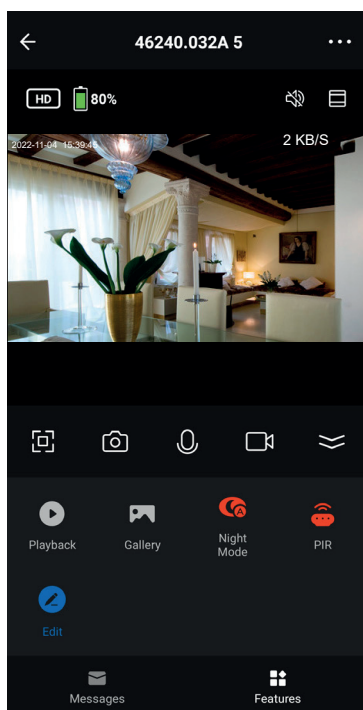 46240.032A 5
HD 80%
2022-11-04 15:39:45
2 KB/S
Playback
Gallery
Night
Mode
PIR
Edit
Messages
Features